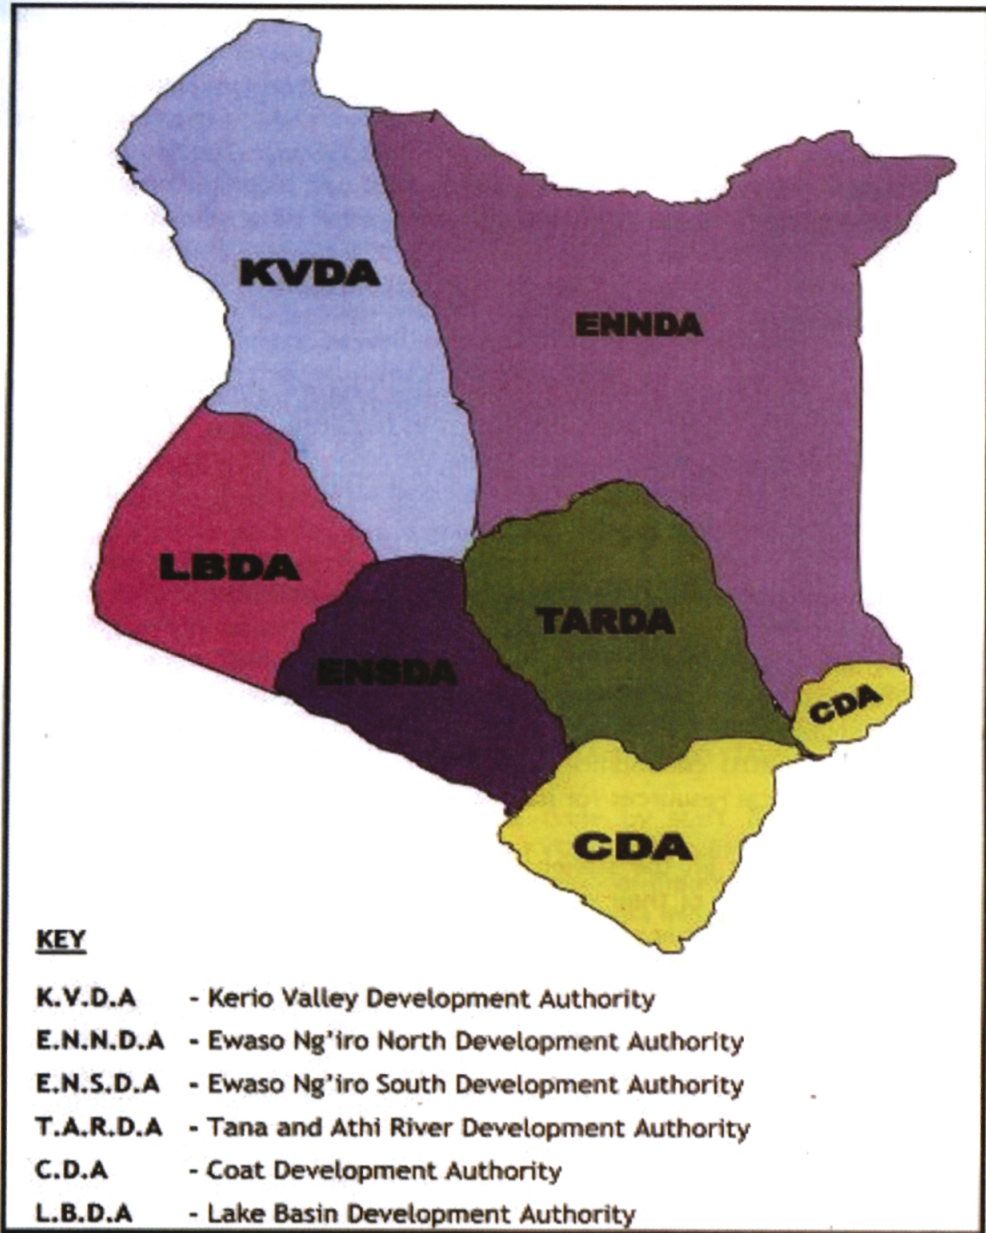 KVDA
ENNDA
LBDA
TARDA
ENSDA
CDA
CDA
KEY
K.V.D.A - Kerio Valley Development Authority
E.N.N.D.A - Ewaso Ng'iro North Development Authority
E.N.S.D.A - Ewaso Ng'iro South Development Authority
T.A.R.D.A - Tana and Athi River Development Authority
C.D.A - Coat Development Authority
L.B.D.A - Lake Basin Development Authority